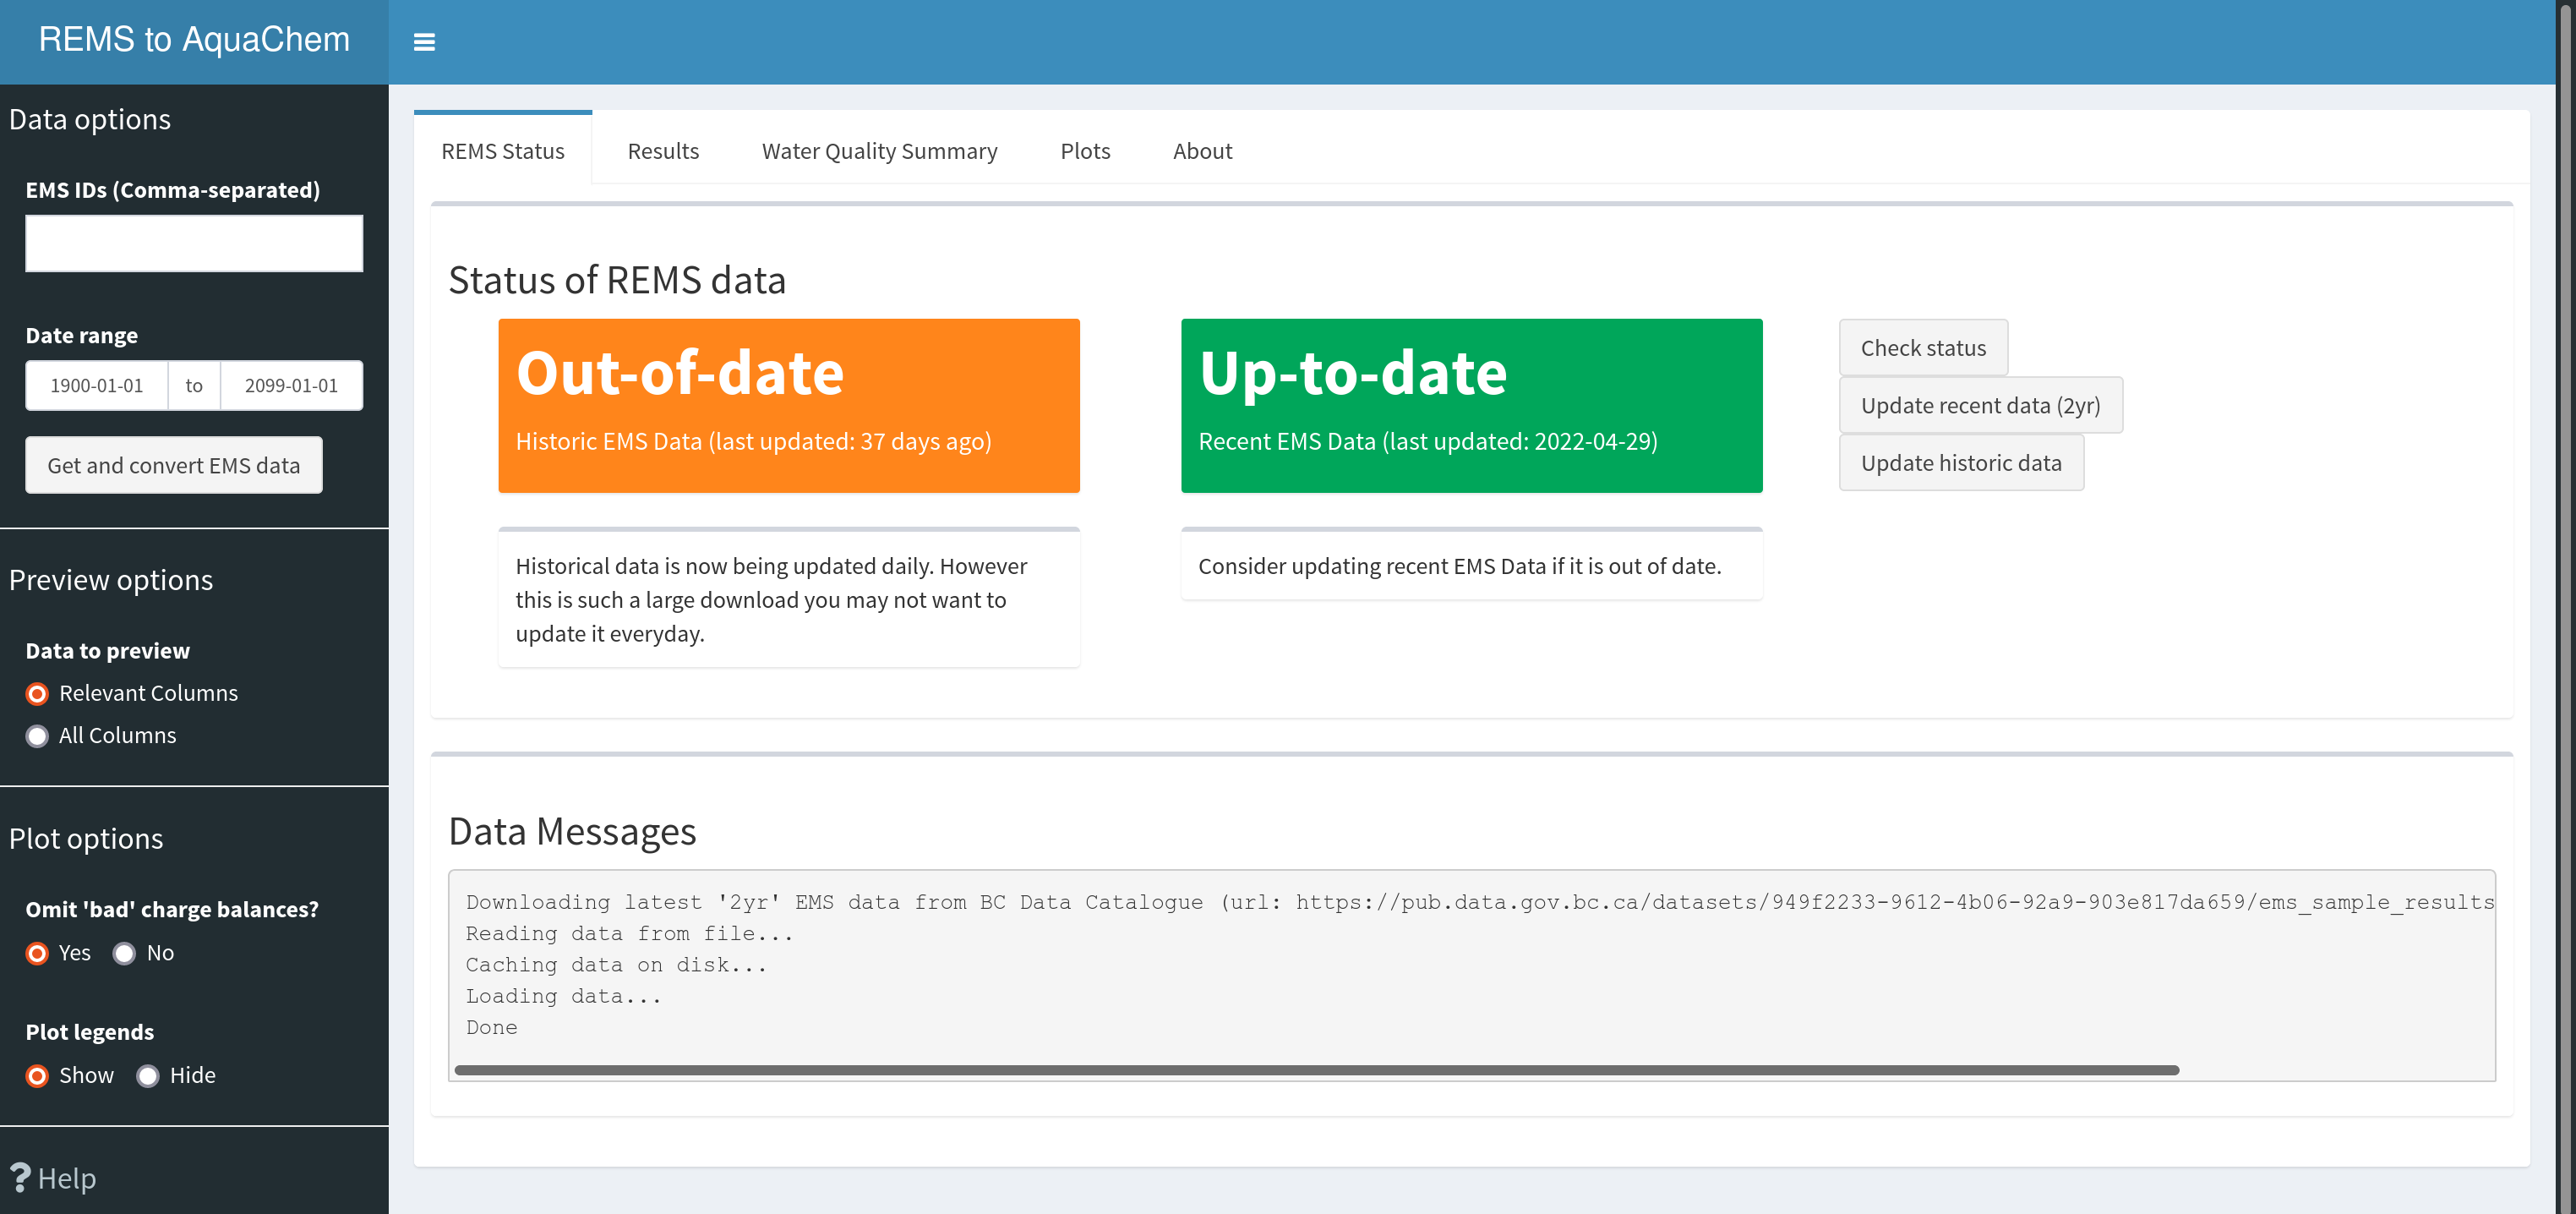 REMS to AquaChem
Data options
EMS IDs (Comma-separated)
Date range
1900-01-01 to 2099-01-01
Get and convert EMS data
Preview options
Data to preview
Relevant Columns
All Columns
Plot options
Omit 'bad' charge balances?
Yes No
Plot legends
Show Hide
? Help
REMS Status Results Water Quality Summary Plots About
Status of REMS data
Out-of-date
Historic EMS Data (last updated: 37 days ago)
Historical data is now being updated daily. However
this is such a large download you may not want to
update it everyday.
Up-to-date
Recent EMS Data (last updated: 2022-04-29)
Consider updating recent EMS Data if it is out of date.
Check status
Update recent data (2yr)
Update historic data
Data Messages
Downloading latest '2yr' EMS data from BC Data Catalogue (url: https://pub.data.gov.bc.ca/datasets/949f2233-9612-4b06-92a9-903e817da659/ems_sample_results
Reading data from file...
Caching data on disk...
Loading data...
Done